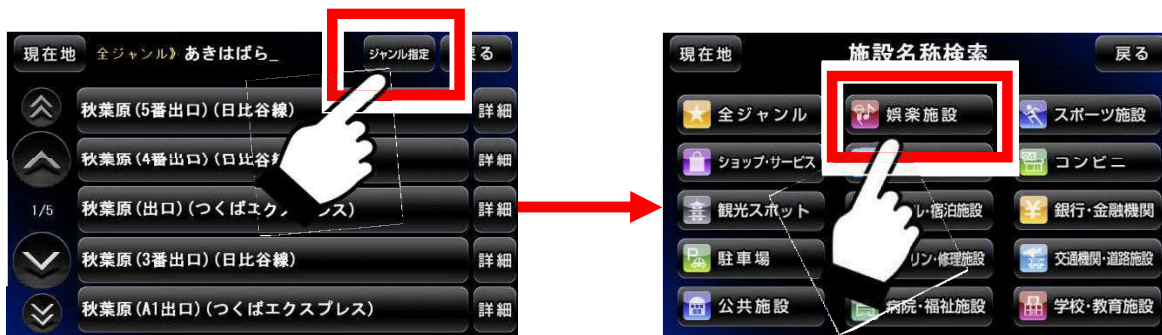 現在地 全ジャンル》あきはばら_ ジャンル指定 る
秋葉原(5番出口)(日比谷線) 詳細
秋葉原(4番出口)(日比谷 詳細
1/5 秋葉原(出口)(つくばエクスプレス) 詳細
秋葉原(3番出口)(日比谷線) 詳細
秋葉原(A1出口)(つくばエクスプレス) 詳細
現在地 施設名称検索 戻る
全ジャンル 娯楽施設 スポーツ施設
ショップ・サービス コンビニ
観光スポット ル・宿泊施設 銀行・金融機関
駐車場 リン・修理施設 交通機関・道路施設
公共施設 病院・福祉施設 学校・教育施設